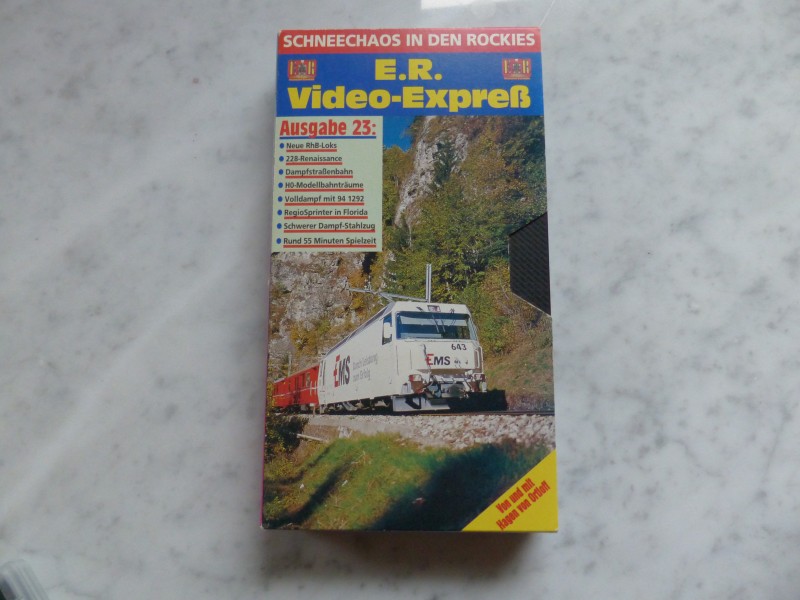 SCHNEECHAOS IN DEN ROCKIES
E.R.
Video-Expreß
Ausgabe 23:
Neue RhB-Loks
228-Renaissance
Dampfstraßenbahn
H0-Modellbahnträume
Volldampf mit 94 1292
RegioSprinter in Florida
Schwerer Dampf-Stahlzug
Rund 55 Minuten Spielzeit
643
EMS
EMS
Von und mit
Hagen von Ortloff